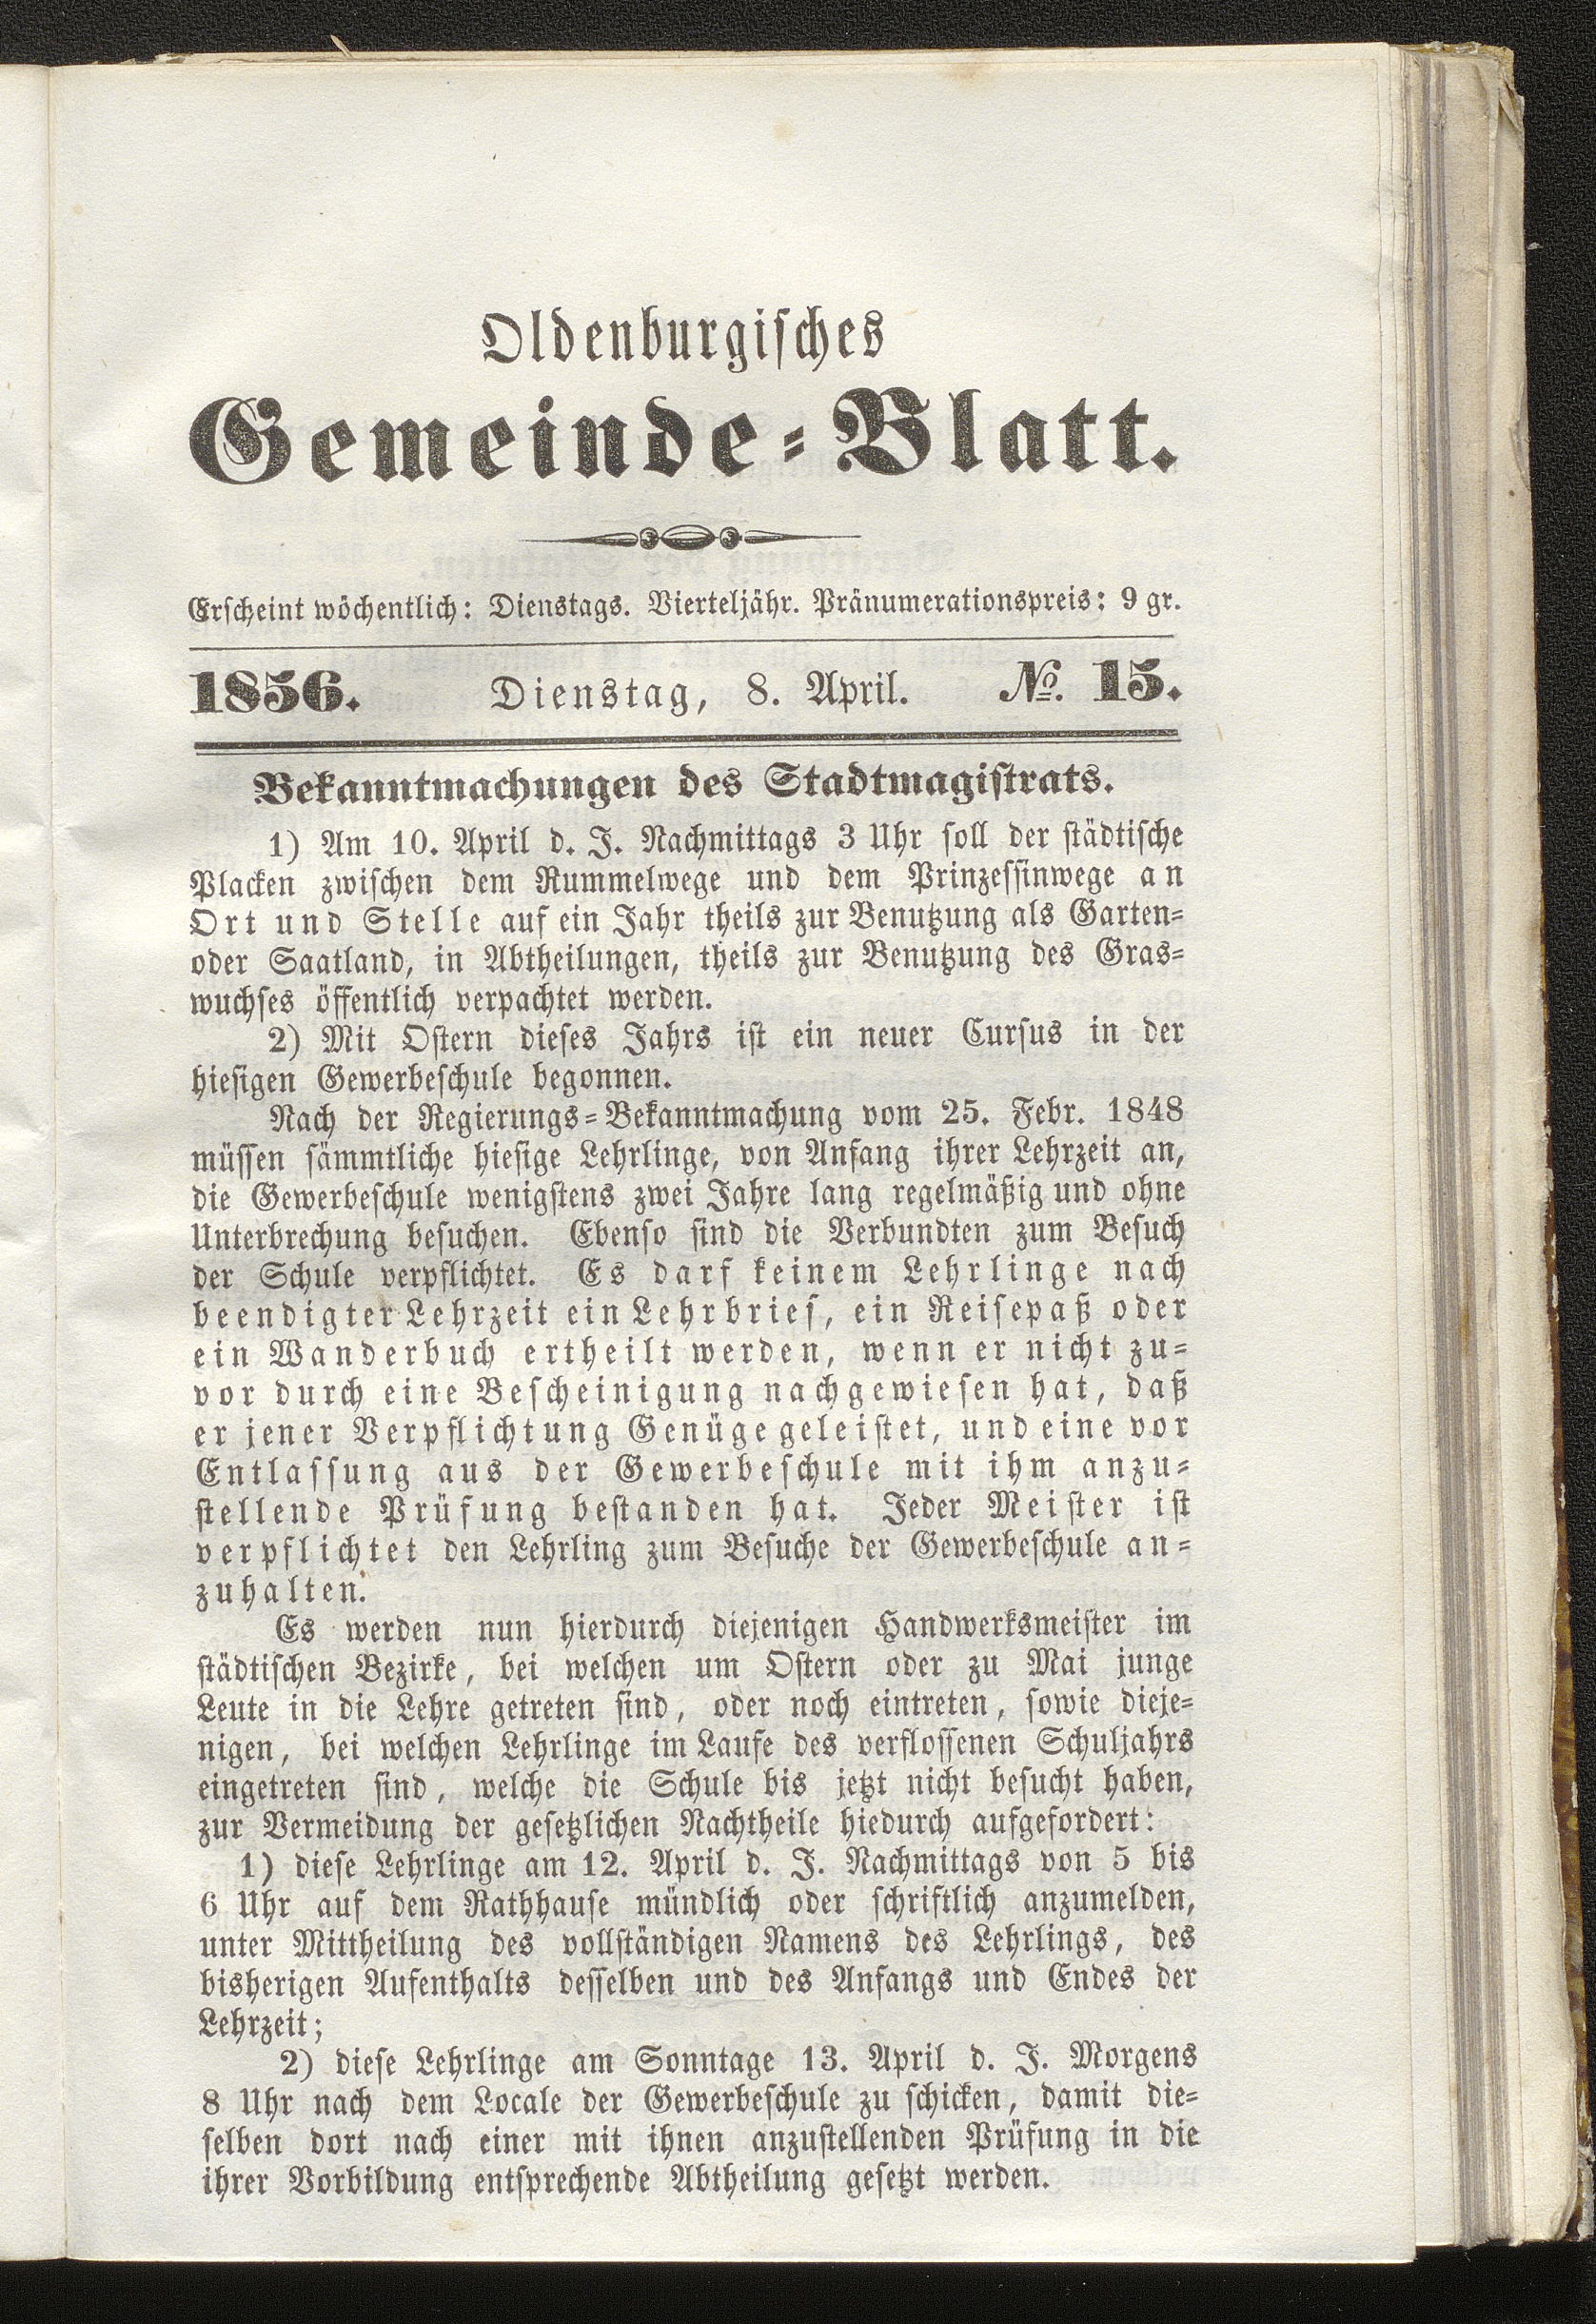 Oldenburgisches
Gemeinde-Blatt.
Erscheint wöchentlich: Dienstags. Vierteljähr. Pränumerationspreis: 9 gr.
1856. Dienstag, 8. April. №. 15.
Bekanntmachungen des Stadtmagistrats.
1) Am 10. April d. J. Nachmittags 3 Uhr soll der städtische
Placken zwischen dem Rummelwege und dem Prinzessinwege an
Ort und Stelle auf ein Jahr theils zur Benutzung als Garten-
oder Saatland, in Abtheilungen, theils zur Benutzung des Gras-
wuchses öffentlich verpachtet werden.
2) Mit Ostern dieses Jahrs ist ein neuer Cursus in der
hiesigen Gewerbeschule begonnen.
Nach der Regierungs-Bekanntmachung vom 25. Febr. 1848
müssen sämmtliche hiesige Lehrlinge, von Anfang ihrer Lehrzeit an,
die Gewerbeschule wenigstens zwei Jahre lang regelmäßig und ohne
Unterbrechung besuchen. Ebenso sind die Verbundten zum Besuch
der Schule verpflichtet. Es darf keinem Lehrlinge nach
beendigter Lehrzeit ein Lehrbries, ein Reisepaß oder
ein Wanderbuch ertheilt werden, wenn er nicht zu-
vor durch eine Bescheinigung nachgewiesen hat, daß
er jener Verpflichtung Genüge geleistet, und eine vor
Entlassung aus der Gewerbeschule mit ihm anzu-
stellende Prüfung bestanden hat. Jeder Meister ist
verpflichtet den Lehrling zum Besuche der Gewerbeschule an-
zuhalten.
Es werden nun hierdurch diejenigen Handwerksmeister im
städtischen Bezirke, bei welchen um Ostern oder zu Mai junge
Leute in die Lehre getreten sind, oder noch eintreten, sowie dieje-
nigen, bei welchen Lehrlinge im Laufe des verflossenen Schuljahrs
eingetreten sind, welche die Schule bis jetzt nicht besucht haben,
zur Vermeidung der gesetzlichen Nachtheile hiedurch aufgefordert:
1) diese Lehrlinge am 12. April d. J. Nachmittags von 5 bis
6 Uhr auf dem Rathhause mündlich oder schriftlich anzumelden,
unter Mittheilung des vollständigen Namens des Lehrlings, des
bisherigen Aufenthalts desselben und des Anfangs und Endes der
Lehrzeit;
2) diese Lehrlinge am Sonntage 13. April d. J. Morgens
8 Uhr nach dem Locale der Gewerbeschule zu schicken, damit die-
selben dort nach einer mit ihnen anzustellenden Prüfung in die
ihrer Vorbildung entsprechende Abtheilung gesetzt werden.